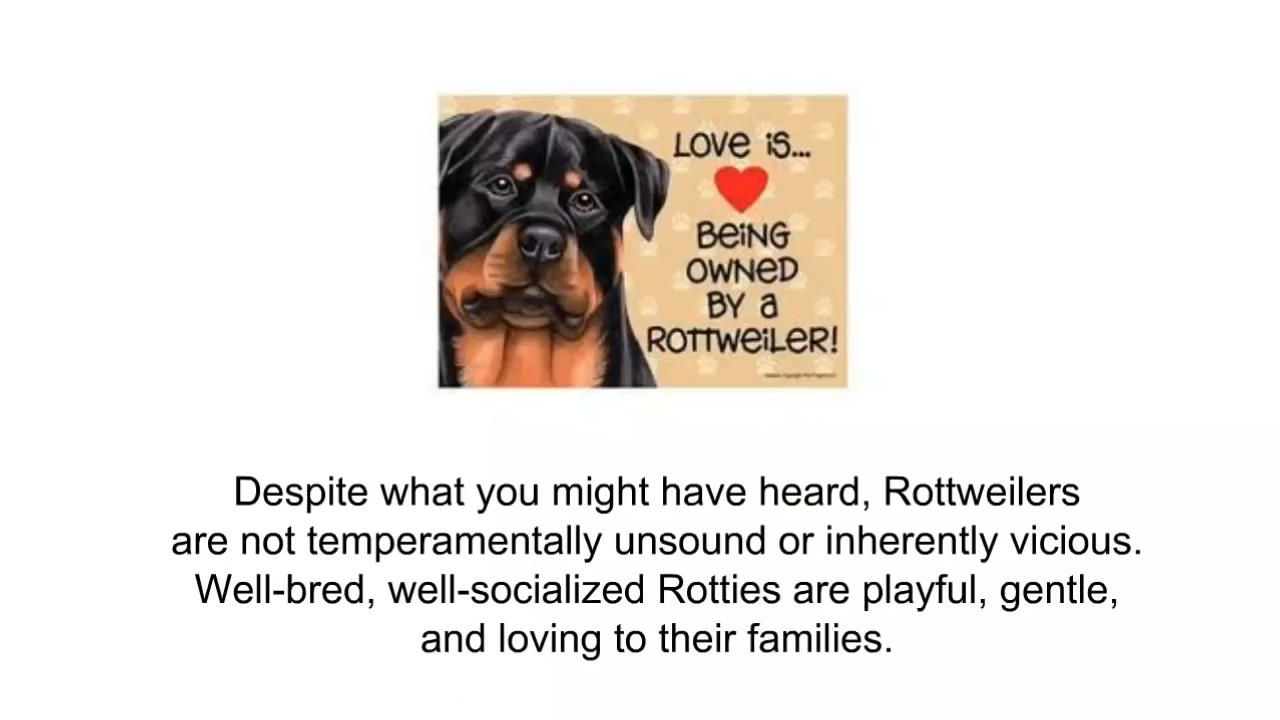 Love is...
Being
owned
by a
Rottweiler!
Despite what you might have heard, Rottweilers
are not temperamentally unsound or inherently vicious.
Well-bred, well-socialized Rotties are playful, gentle,
and loving to their families.